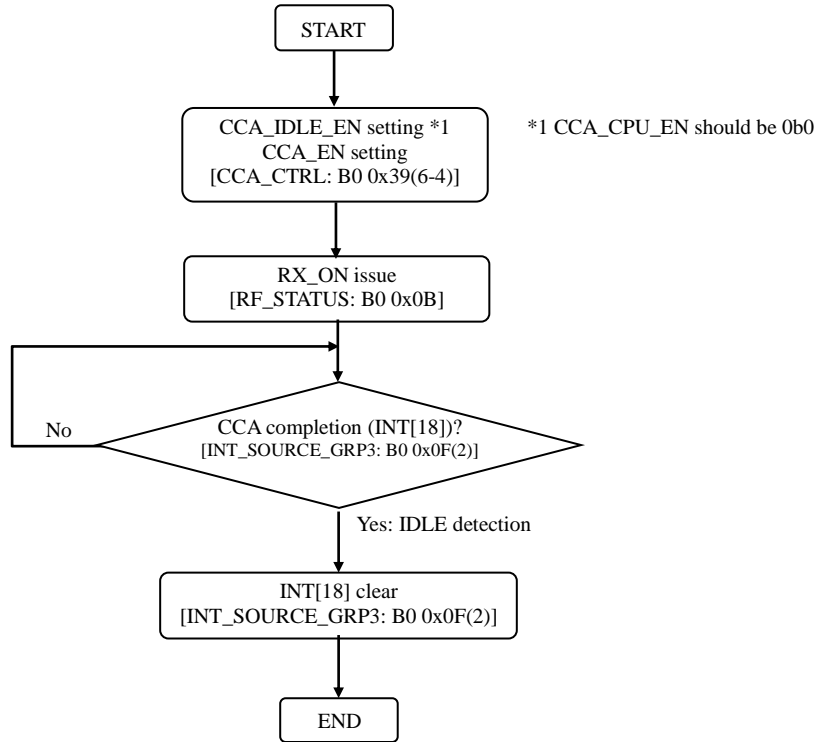 START
CCA_IDLE_EN setting *1
CCA_EN setting
[CCA_CTRL: B0 0x39(6-4)]
*1 CCA_CPU_EN should be 0b0
RX_ON issue
[RF_STATUS: B0 0x0B]
CCA completion (INT[18])?
[INT_SOURCE_GRP3: B0 0x0F(2)]
No
Yes: IDLE detection
INT[18] clear
[INT_SOURCE_GRP3: B0 0x0F(2)]
END